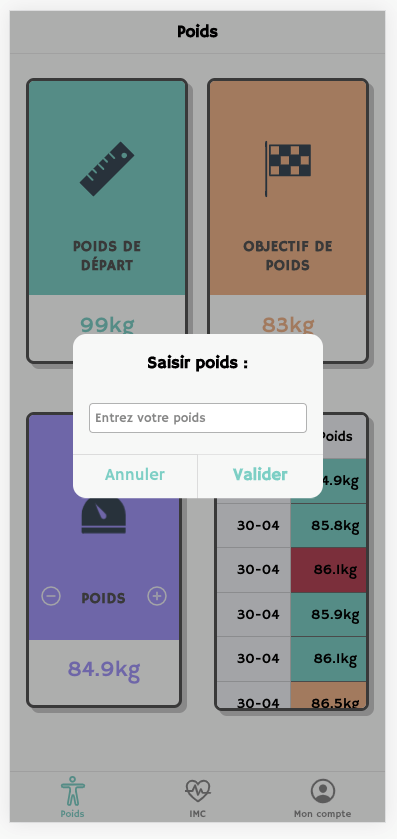 Poids
POIDS DE
DÉPART
99kg
OBJECTIF DE
POIDS
83kg
Saisir poids :
Entrez votre poids
Annuler
Valider
POIDS
84.9kg
Poids
4.9kg
30-04
85.8kg
30-04
86.1kg
30-04
85.9kg
30-04
86.1kg
30-04
86.5kg
Poids
IMC
Mon compte